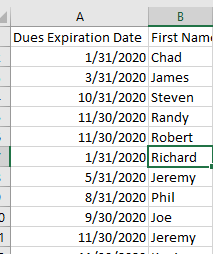 A B
Dues Expiration Date First Nam
1/31/2020 Chad
3/31/2020 James
10/31/2020 Steven
11/30/2020 Randy
11/30/2020 Robert
1/31/2020 Richard
5/31/2020 Jeremy
8/31/2020 Phil
9/30/2020 Joe
11/30/2020 Jeremy